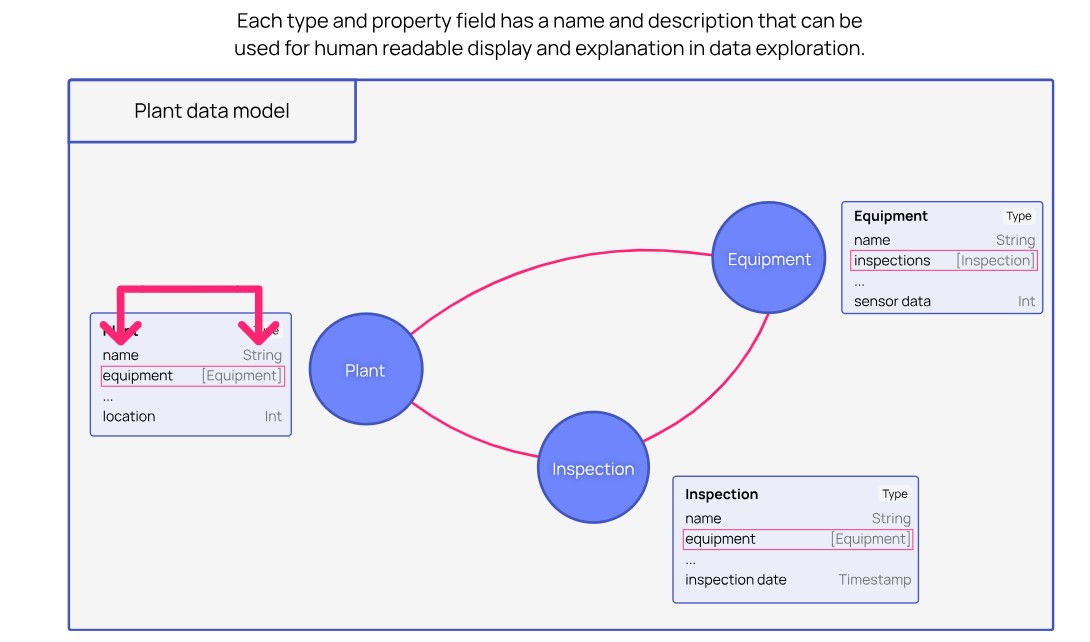 Each type and property field has a name and description that can be
used for human readable display and explanation in data exploration.
Plant data model
Equipment Type
name String
inspections [Inspection]
...
sensor data Int
Equipment
Plant Type
name String
equipment [Equipment]
...
location Int
Plant
Inspection
Inspection Type
name String
equipment [Equipment]
...
inspection date Timestamp